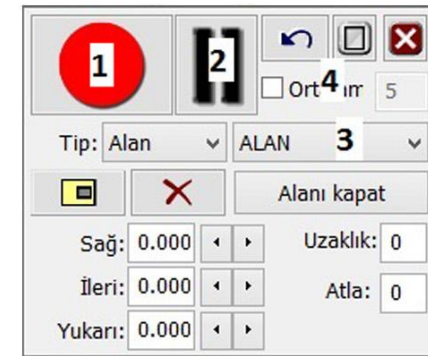 1
2
4
5
Tip: Alan ALAN 3
Alanı kapat
Sağ: 0.000 Uzaklık: 0
İleri: 0.000 Atla: 0
Yukarı: 0.000